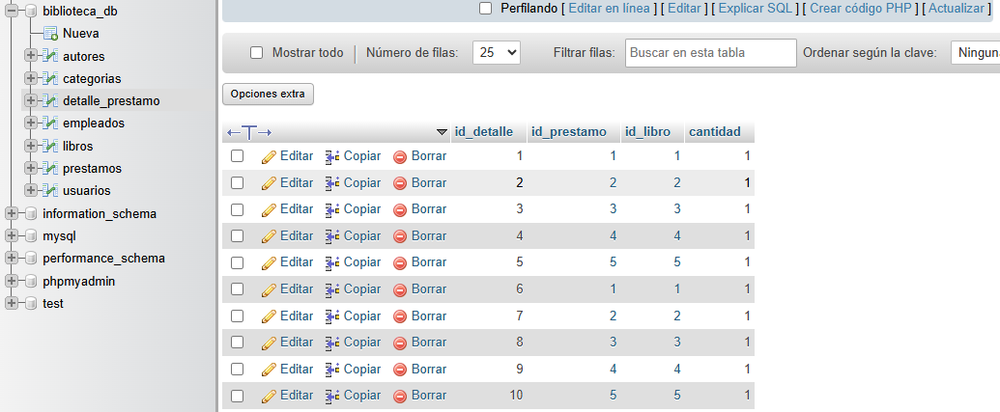 biblioteca_db
Nueva
autores
categorias
detalle_prestamo
empleados
libros
prestamos
usuarios
information_schema
mysql
performance_schema
phpmyadmin
test
Perfilando [ Editar en línea ] [ Editar ] [ Explicar SQL ] [ Crear código PHP ] [ Actualizar ]
Mostrar todo Número de filas: 25 Filtrar filas: Buscar en esta tabla Ordenar según la clave: Ninguna
Opciones extra
id_detalle id_prestamo id_libro cantidad
Editar Copiar Borrar 1 1 1 1
Editar Copiar Borrar 2 2 2 1
Editar Copiar Borrar 3 3 3 1
Editar Copiar Borrar 4 4 4 1
Editar Copiar Borrar 5 5 5 1
Editar Copiar Borrar 6 1 1 1
Editar Copiar Borrar 7 2 2 1
Editar Copiar Borrar 8 3 3 1
Editar Copiar Borrar 9 4 4 1
Editar Copiar Borrar 10 5 5 1